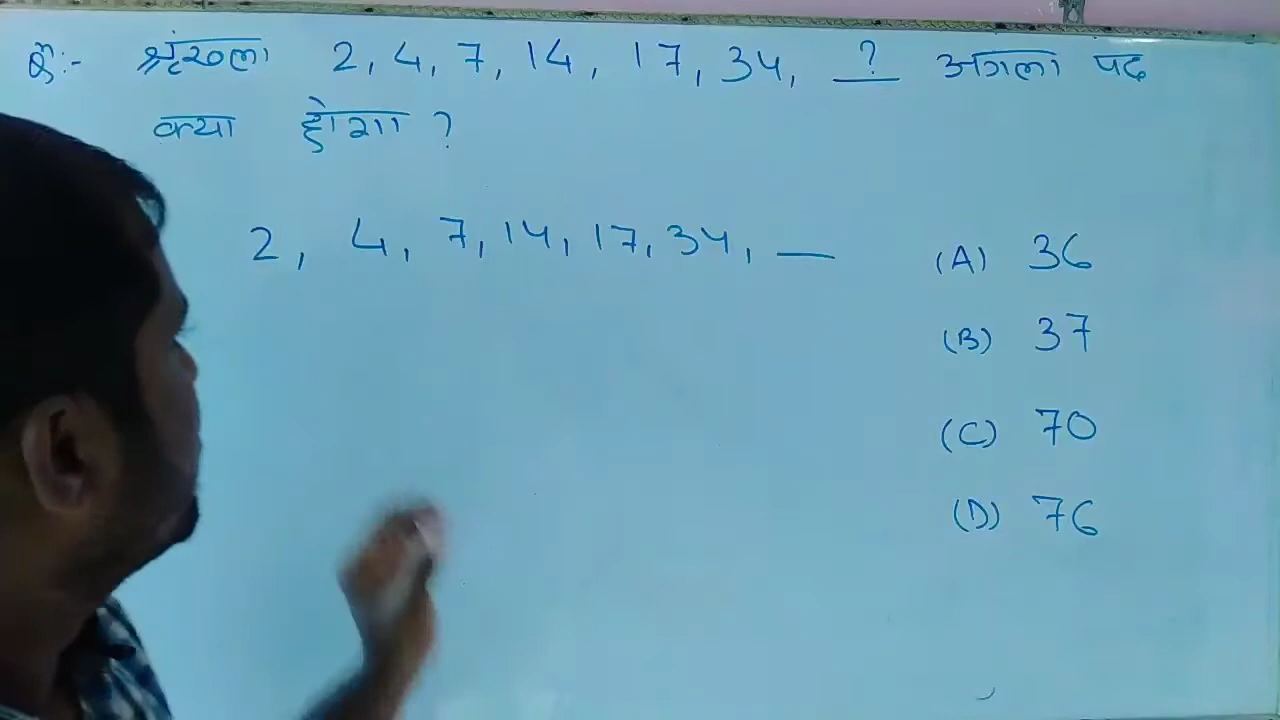 प्र:- श्रृंखला 2, 4, 7, 14, 17, 34, ? अगला पद
क्या होगा ?
2, 4, 7, 14, 17, 34, __
(A) 36
(B) 37
(C) 70
(D) 76